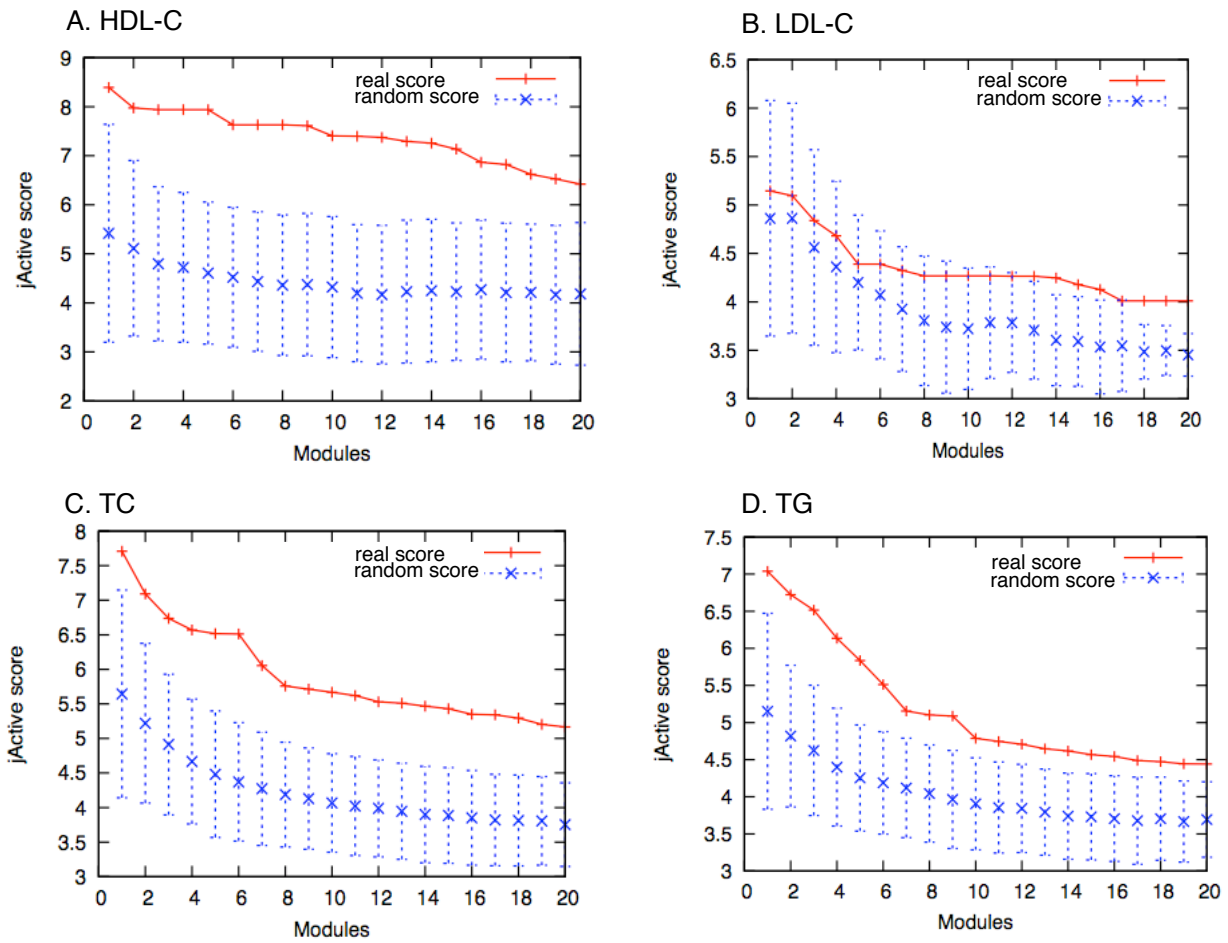 A. HDL-C
9
8
7
6
5
4
3
2
jActive score
real score
random score
0 2 4 6 8 10 12 14 16 18 20
Modules
B. LDL-C
6.5
6
5.5
5
4.5
4
3.5
3
jActive score
real score
random score
0 2 4 6 8 10 12 14 16 18 20
Modules
C. TC
8
7.5
7
6.5
6
5.5
5
4.5
4
3.5
3
jActive score
real score
random score
0 2 4 6 8 10 12 14 16 18 20
Modules
D. TG
7.5
7
6.5
6
5.5
5
4.5
4
3.5
3
jActive score
real score
random score
0 2 4 6 8 10 12 14 16 18 20
Modules